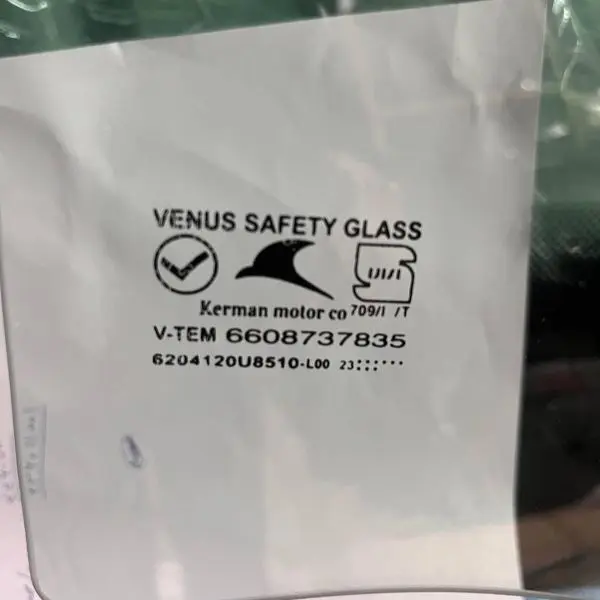 VENUS SAFETY GLASS
Kerman motor co 709/I /T
V-TEM 6608737835
6204120U8510-L00 23:::···